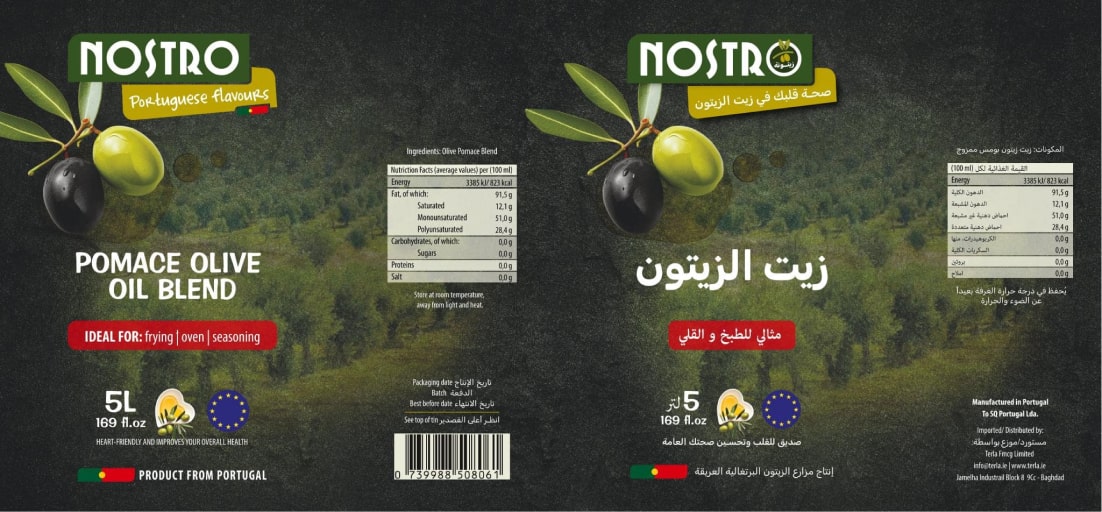 NOSTRO
Portuguese flavours
POMACE OLIVE
OIL BLEND
IDEAL FOR: frying | oven | seasoning
5L
169 fl.oz
HEART-FRIENDLY AND IMPROVES YOUR OVERALL HEALTH
PRODUCT FROM PORTUGAL
Ingredients: Olive Pomace Blend
Nutriction Facts (average values) per (100 ml)
Energy 3385 kJ/ 823 kcal
Fat, of which: 91,5 g
Saturated 12,1 g
Monounsaturated 51,0 g
Polyunsaturated 28,4 g
Carbohydrates, of which: 0,0 g
Sugars 0,0 g
Proteins 0,0 g
Salt 0,0 g
Store at room temperature,
away from light and heat.
Packaging date تاريخ الإنتاج
Batch الدفعة
Best before date تاريخ الانتهاء
See top of tin انظر أعلى القصدير
0 739988 508061
NOSTRO
زيتونة
صحة قلبك في زيت الزيتون
زيت الزيتون
مثالي للطبخ و القلي
5 لتر
169 fl.oz
صديق للقلب وتحسين صحتك العامة
إنتاج مزارع الزيتون البرتغالية العريقة
المكونات: زيت زيتون بومس ممزوج
القيمة الغذائية لكل (100 ml)
Energy 3385 kJ/ 823 kcal
الدهون الكلية 91,5 g
الدهون المشبعة 12,1 g
احماض دهنية غير مشبعة 51,0 g
احماض دهنية متعددة 28,4 g
الكربوهيدرات، منها 0,0 g
السكريات الكلية 0,0 g
بروتين 0,0 g
املاح 0,0 g
يُحفظ في درجة حرارة الغرفة بعيداً
عن الضوء والحرارة
Manufactured in Portugal
To SQ Portugal Lda.
Imported/ Distributed by:
مستورد/موزع بواسطة:
Terla Fmcg Limited
info@terla.ie | www.terla.ie
Jamelha Industrail Block 8 9Cc - Baghdad